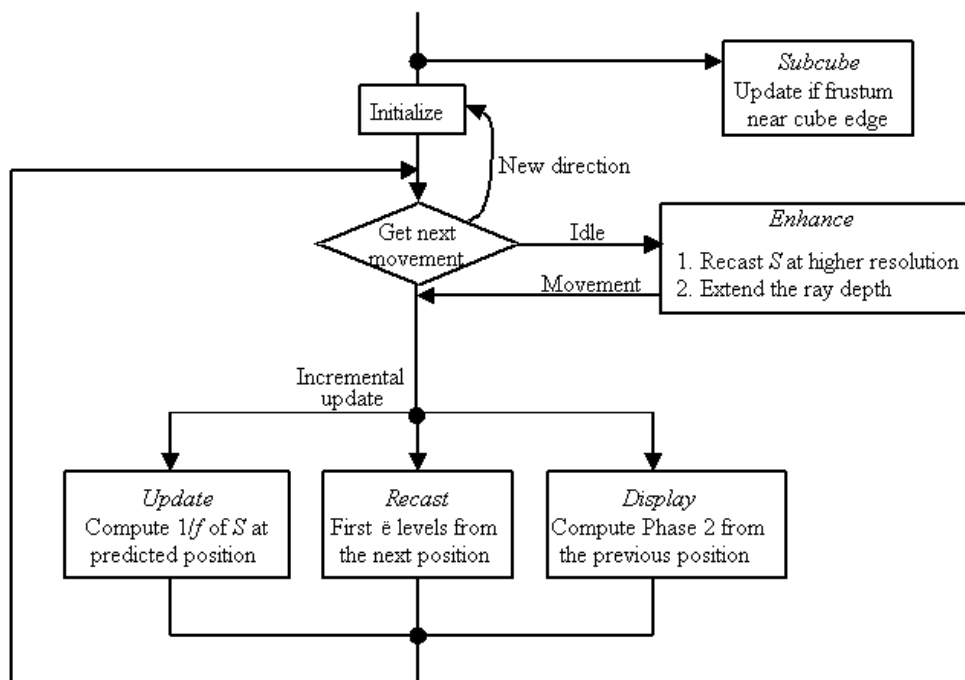 Subcube
Update if frustum
near cube edge
Initialize
New direction
Get next
movement
Idle
Enhance
1. Recast S at higher resolution
2. Extend the ray depth
Movement
Incremental
update
Update
Compute 1/f of S at
predicted position
Recast
First ë levels from
the next position
Display
Compute Phase 2 from
the previous position